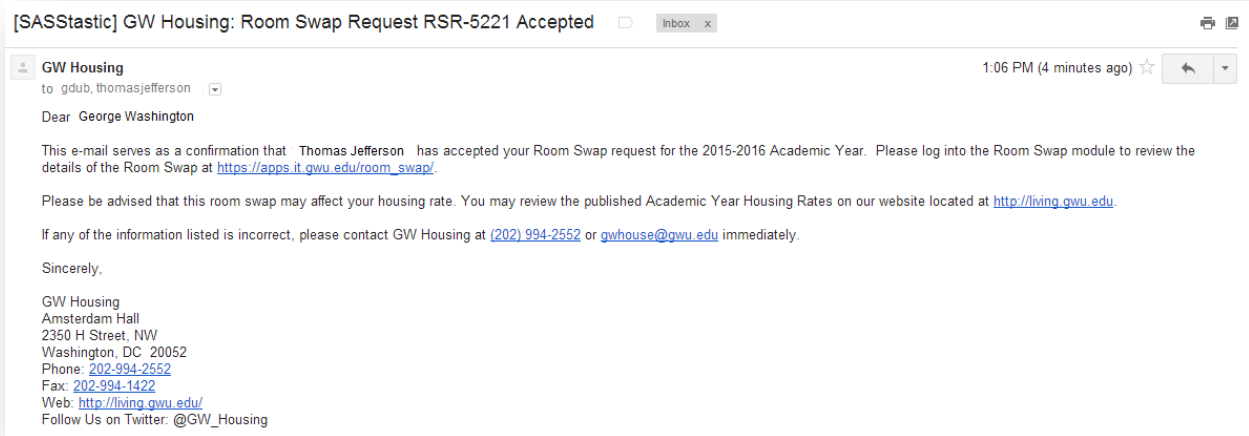 [SASStastic] GW Housing: Room Swap Request RSR-5221 Accepted Inbox x
GW Housing 1:06 PM (4 minutes ago)
to gdub, thomasjefferson
Dear George Washington
This e-mail serves as a confirmation that Thomas Jefferson has accepted your Room Swap request for the 2015-2016 Academic Year. Please log into the Room Swap module to review the
details of the Room Swap at https://apps.it.gwu.edu/room_swap/.
Please be advised that this room swap may affect your housing rate. You may review the published Academic Year Housing Rates on our website located at http://living.gwu.edu.
If any of the information listed is incorrect, please contact GW Housing at (202) 994-2552 or gwhouse@gwu.edu immediately.
Sincerely,
GW Housing
Amsterdam Hall
2350 H Street, NW
Washington, DC 20052
Phone: 202-994-2552
Fax: 202-994-1422
Web: http://living.gwu.edu/
Follow Us on Twitter: @GW_Housing